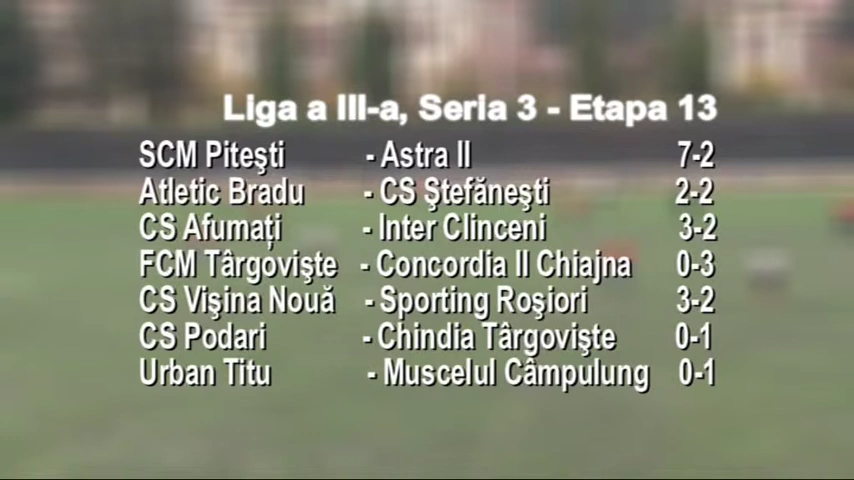 Liga a III-a, Seria 3 - Etapa 13
SCM Piteşti - Astra II 7-2
Atletic Bradu - CS Ştefăneşti 2-2
CS Afumați - Inter Clinceni 3-2
FCM Târgovişte - Concordia II Chiajna 0-3
CS Vişina Nouă - Sporting Roşiori 3-2
CS Podari - Chindia Târgovişte 0-1
Urban Titu - Muscelul Câmpulung 0-1